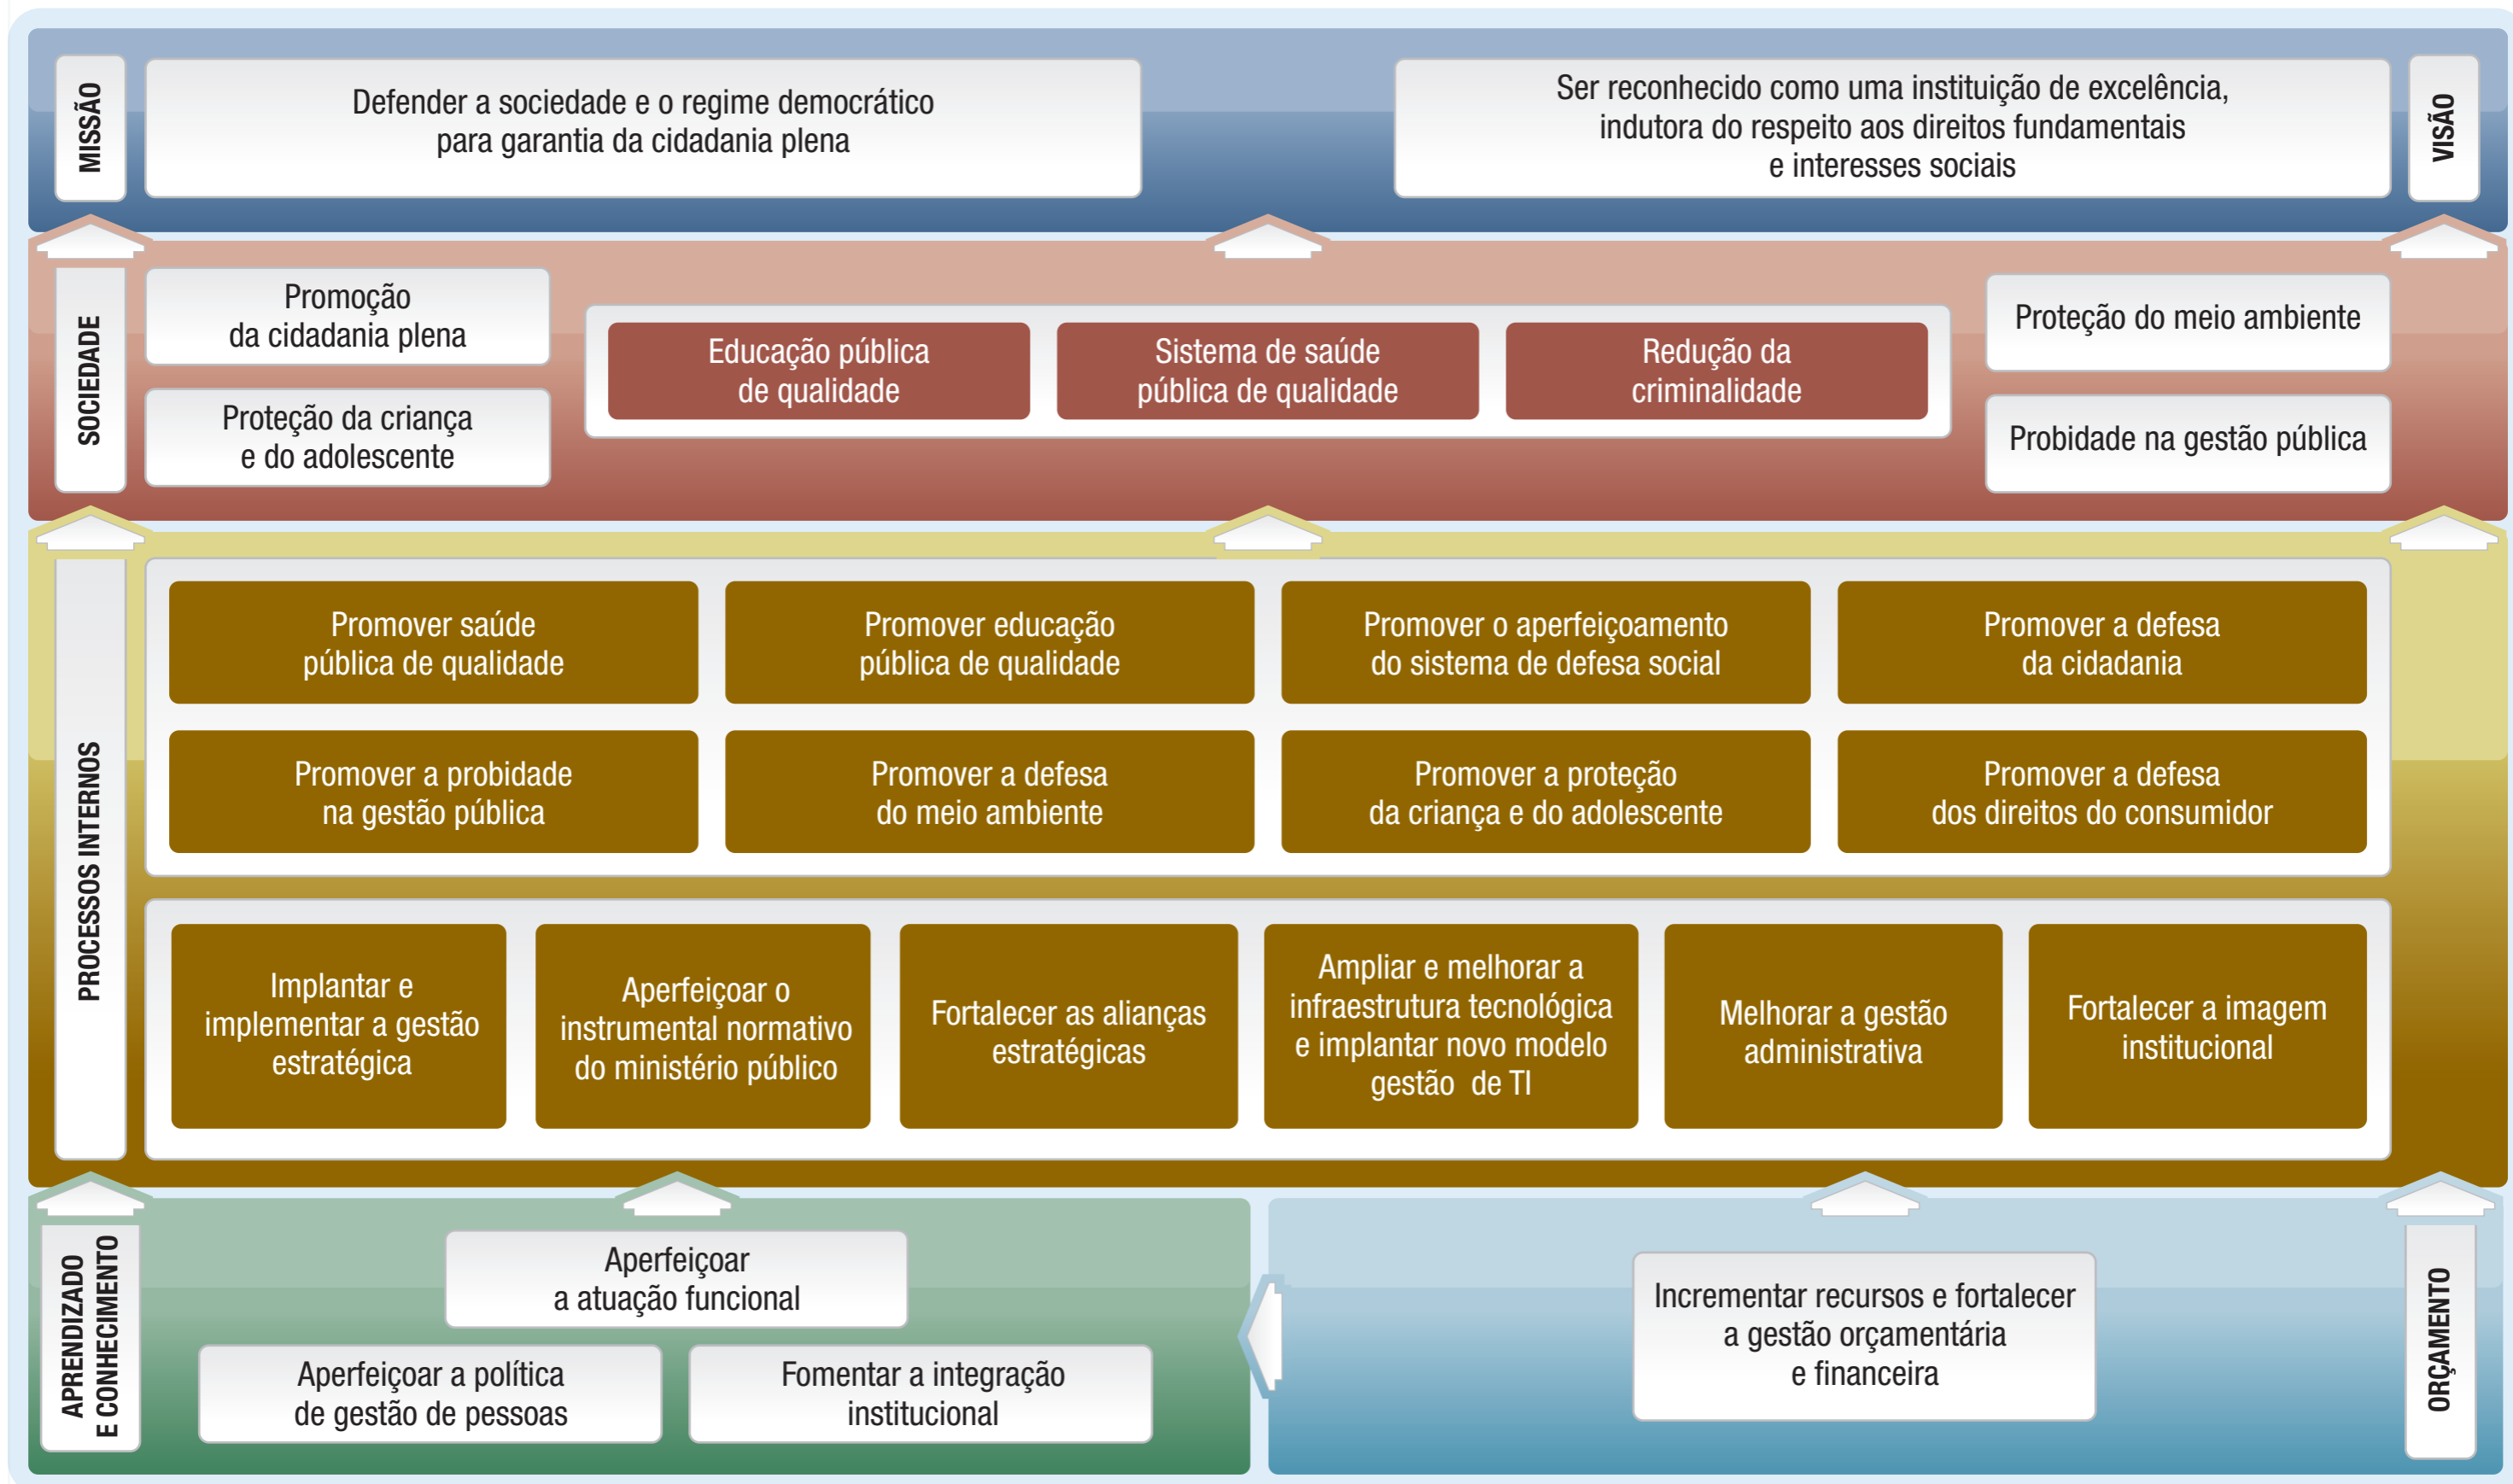 MISSÃO
Defender a sociedade e o regime democrático
para garantia da cidadania plena
Ser reconhecido como uma instituição de excelência,
indutora do respeito aos direitos fundamentais
e interesses sociais
VISÃO
SOCIEDADE
Promoção
da cidadania plena
Proteção da criança
e do adolescente
Educação pública
de qualidade
Sistema de saúde
pública de qualidade
Redução da
criminalidade
Proteção do meio ambiente
Probidade na gestão pública
PROCESSOS INTERNOS
Promover saúde
pública de qualidade
Promover educação
pública de qualidade
Promover o aperfeiçoamento
do sistema de defesa social
Promover a defesa
da cidadania
Promover a probidade
na gestão pública
Promover a defesa
do meio ambiente
Promover a proteção
da criança e do adolescente
Promover a defesa
dos direitos do consumidor
Implantar e
implementar a gestão
estratégica
Aperfeiçoar o
instrumental normativo
do ministério público
Fortalecer as alianças
estratégicas
Ampliar e melhorar a
infraestrutura tecnológica
e implantar novo modelo
gestão de TI
Melhorar a gestão
administrativa
Fortalecer a imagem
institucional
APRENDIZADO
E CONHECIMENTO
Aperfeiçoar
a atuação funcional
Aperfeiçoar a política
de gestão de pessoas
Fomentar a integração
institucional
Incrementar recursos e fortalecer
a gestão orçamentária
e financeira
ORÇAMENTO